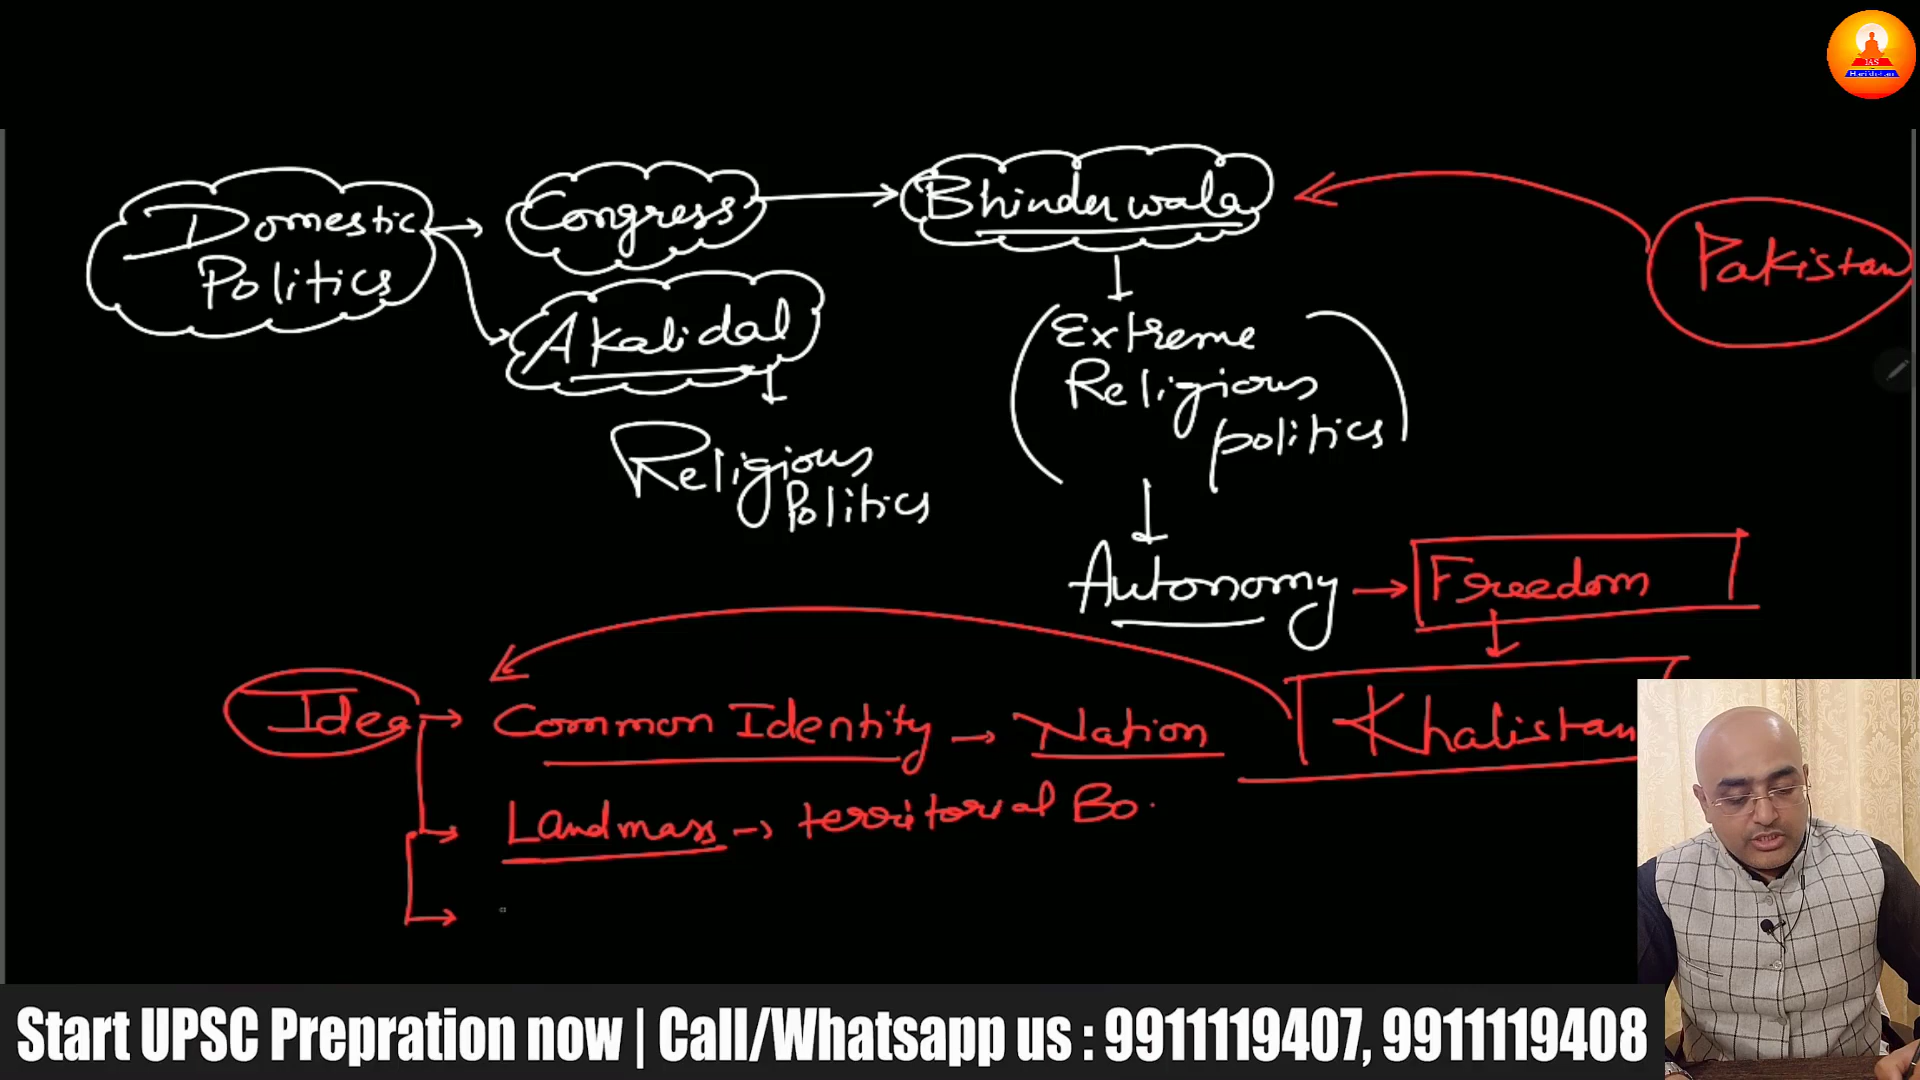 IAS
Domestic
Politics
Congress
Bhinderwala
Pakistan
Akalidal
Extreme
Religious
politics
Religious
Politics
Autonomy
Freedom
Idea
Common Identity
Nation
Khalistan
Landmass
territorial Bo.
Start UPSC Prepration now | Call/Whatsapp us : 9911119407, 9911119408